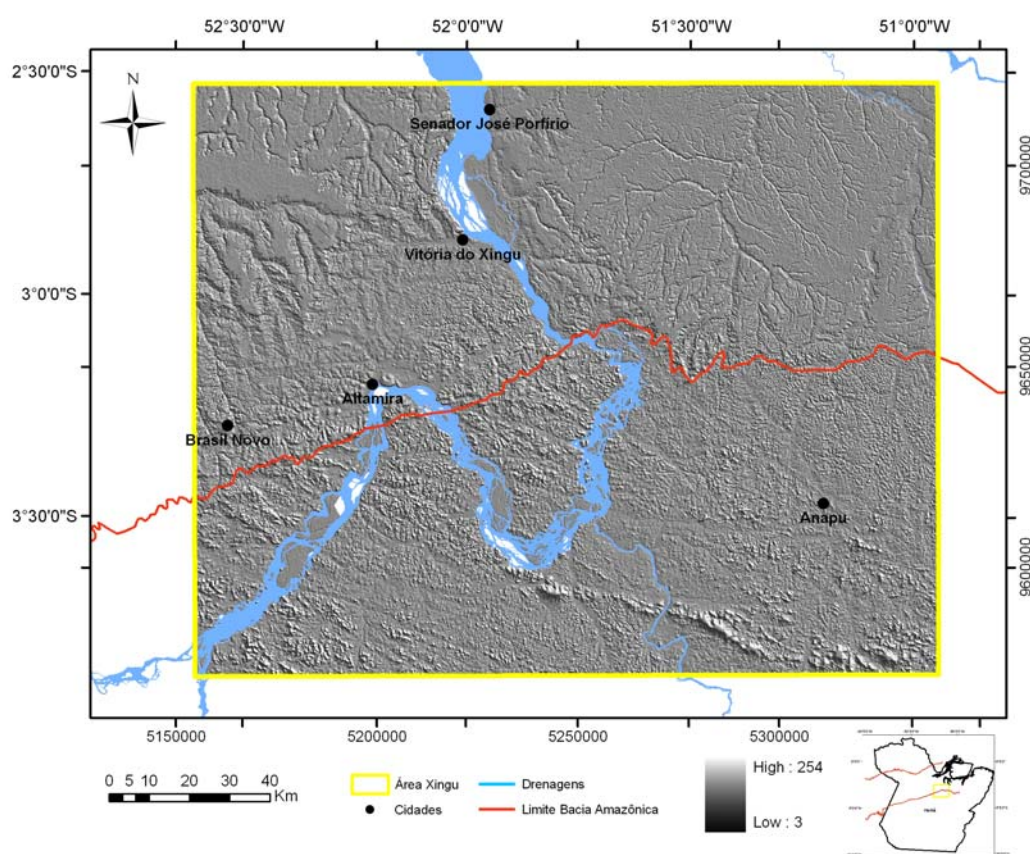 52°30'0"W 52°0'0"W 51°30'0"W 51°0'0"W
2°30'0"S
N
Senador José Porfírio
9700000
Vitória do Xingu
3°0'0"S
9650000
Altamira
Brasil Novo
3°30'0"S
Anapu
9600000
5150000 5200000 5250000 5300000
0 5 10 20 30 40
Km
Área Xingu
Drenagens
Cidades
Limite Bacia Amazônica
High : 254
Low : 3